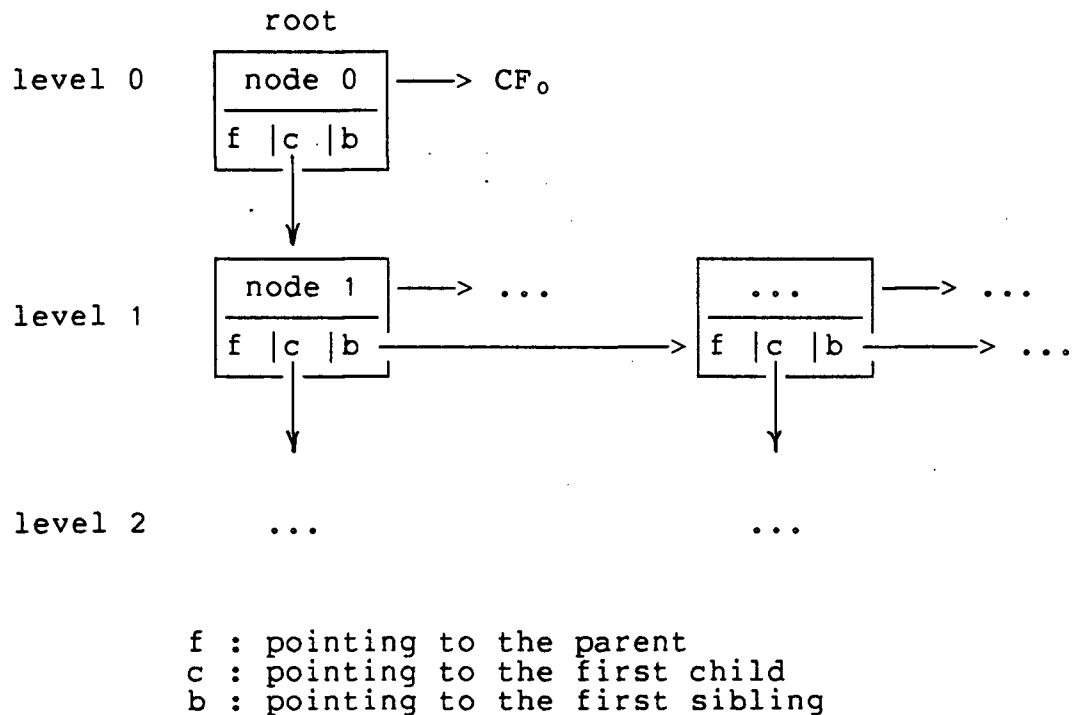 root
level 0 node 0 ——> CF₀
f |c |b
level 1 node 1 ——> ... ... ——> ...
f |c |b ————> f |c |b ——> ...
level 2 ... ...
f : pointing to the parent
c : pointing to the first child
b : pointing to the first sibling